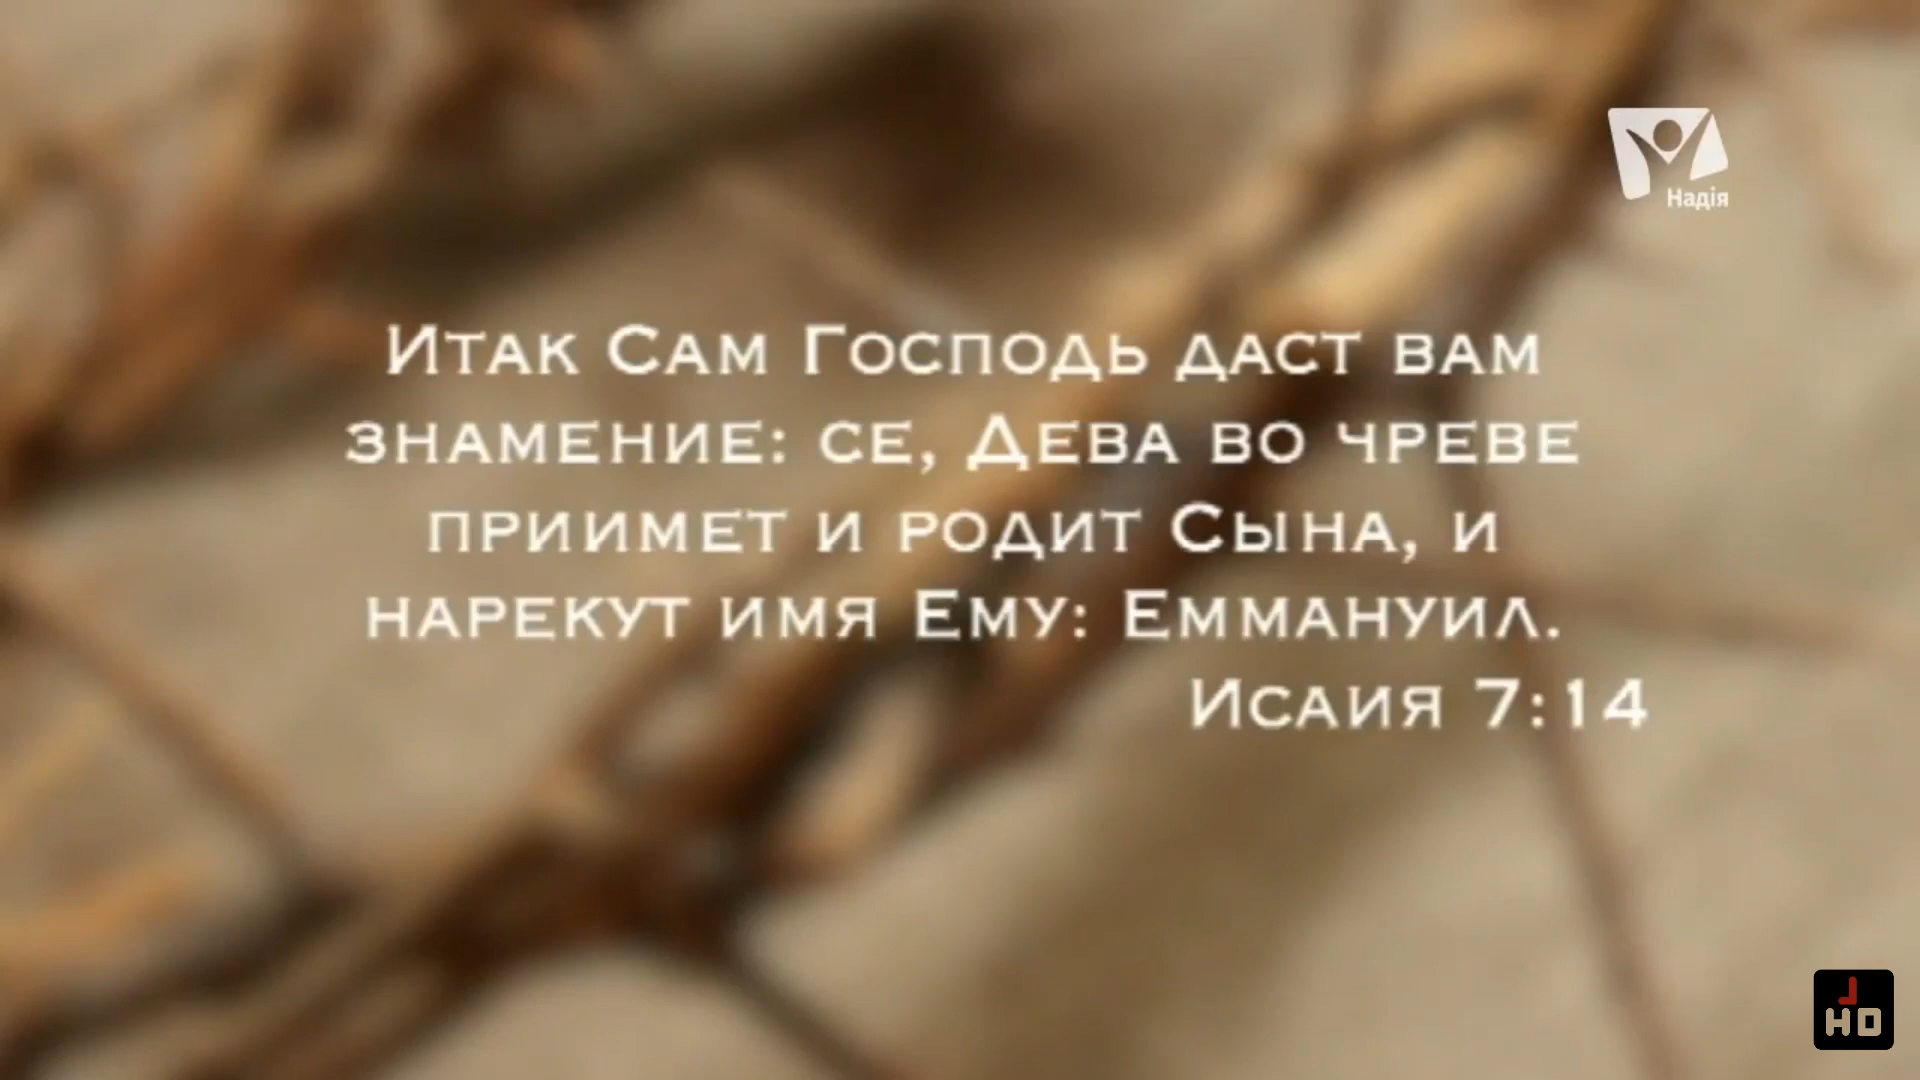 Надія
Итак Сам Господь даст вам
знамение: се, Дева во чреве
приимет и родит Сына, и
нарекут имя Ему: Еммануил.
Исаия 7:14
J
HD